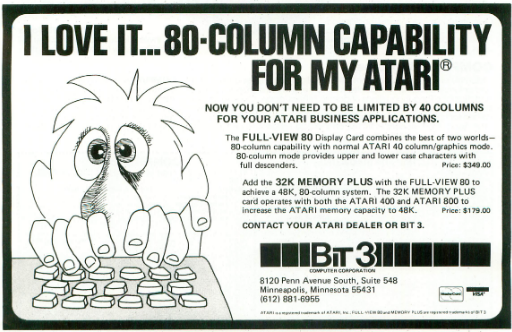 I LOVE IT... 80-COLUMN CAPABILITY
FOR MY ATARI®
NOW YOU DON'T NEED TO BE LIMITED BY 40 COLUMNS
FOR YOUR ATARI BUSINESS APPLICATIONS.
The FULL-VIEW 80 Display Card combines the best of two worlds—
80-column capability with normal ATARI 40 column/graphics mode.
80-column mode provides upper and lower case characters with
full descenders. Price: $349.00
Add the 32K MEMORY PLUS with the FULL-VIEW 80 to
achieve a 48K, 80-column system. The 32K MEMORY PLUS
card operates with both the ATARI 400 and ATARI 800 to
increase the ATARI memory capacity to 48K. Price: $179.00
CONTACT YOUR ATARI DEALER OR BIT 3.
BIT 3
COMPUTER CORPORATION
8120 Penn Avenue South, Suite 548
Minneapolis, Minnesota 55431
(612) 881-6955
MasterCard VISA
ATARI is a registered trademark of ATARI, Inc. FULL-VIEW 80 and MEMORY PLUS are registered trademarks of BIT 3